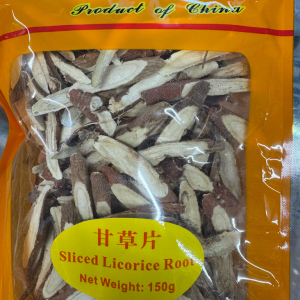 Product of China
甘草片
Sliced Licorice Root
Net Weight: 150g